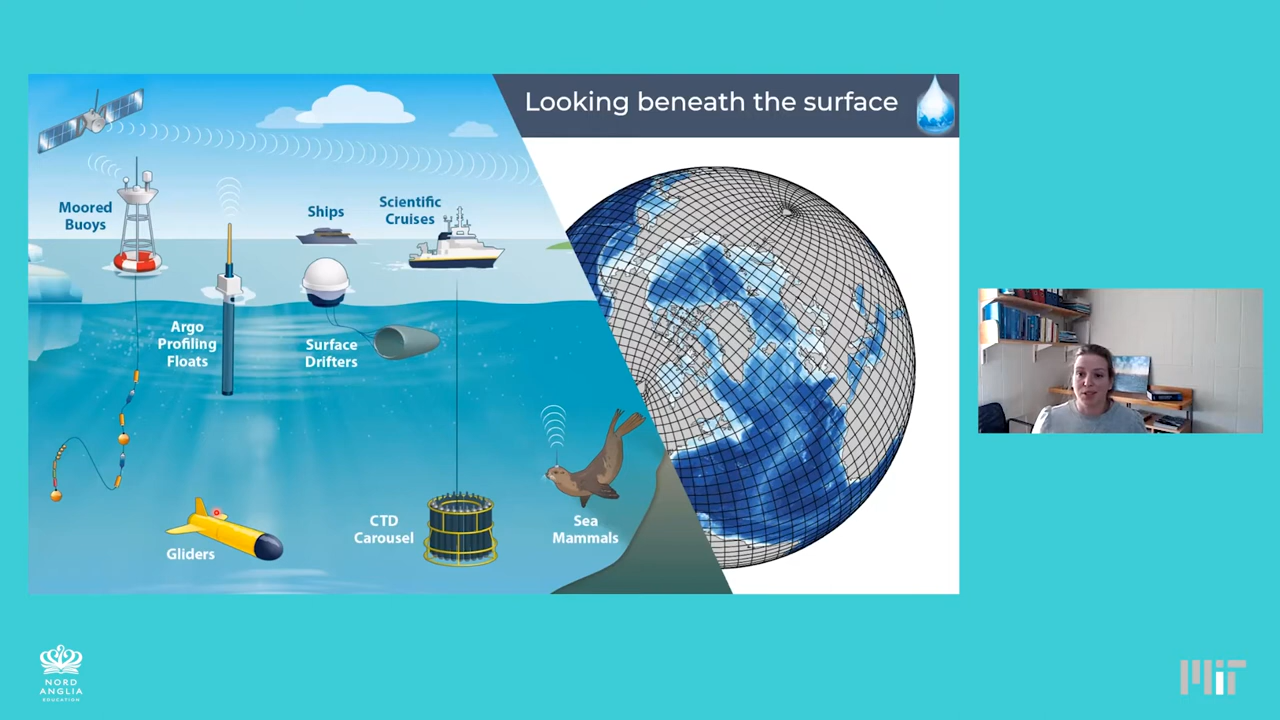 Looking beneath the surface
Moored
Buoys
Ships
Scientific
Cruises
Argo
Profiling
Floats
Surface
Drifters
Gliders
CTD
Carousel
Sea
Mammals
NORD
ANGLIA
EDUCATION
MIT